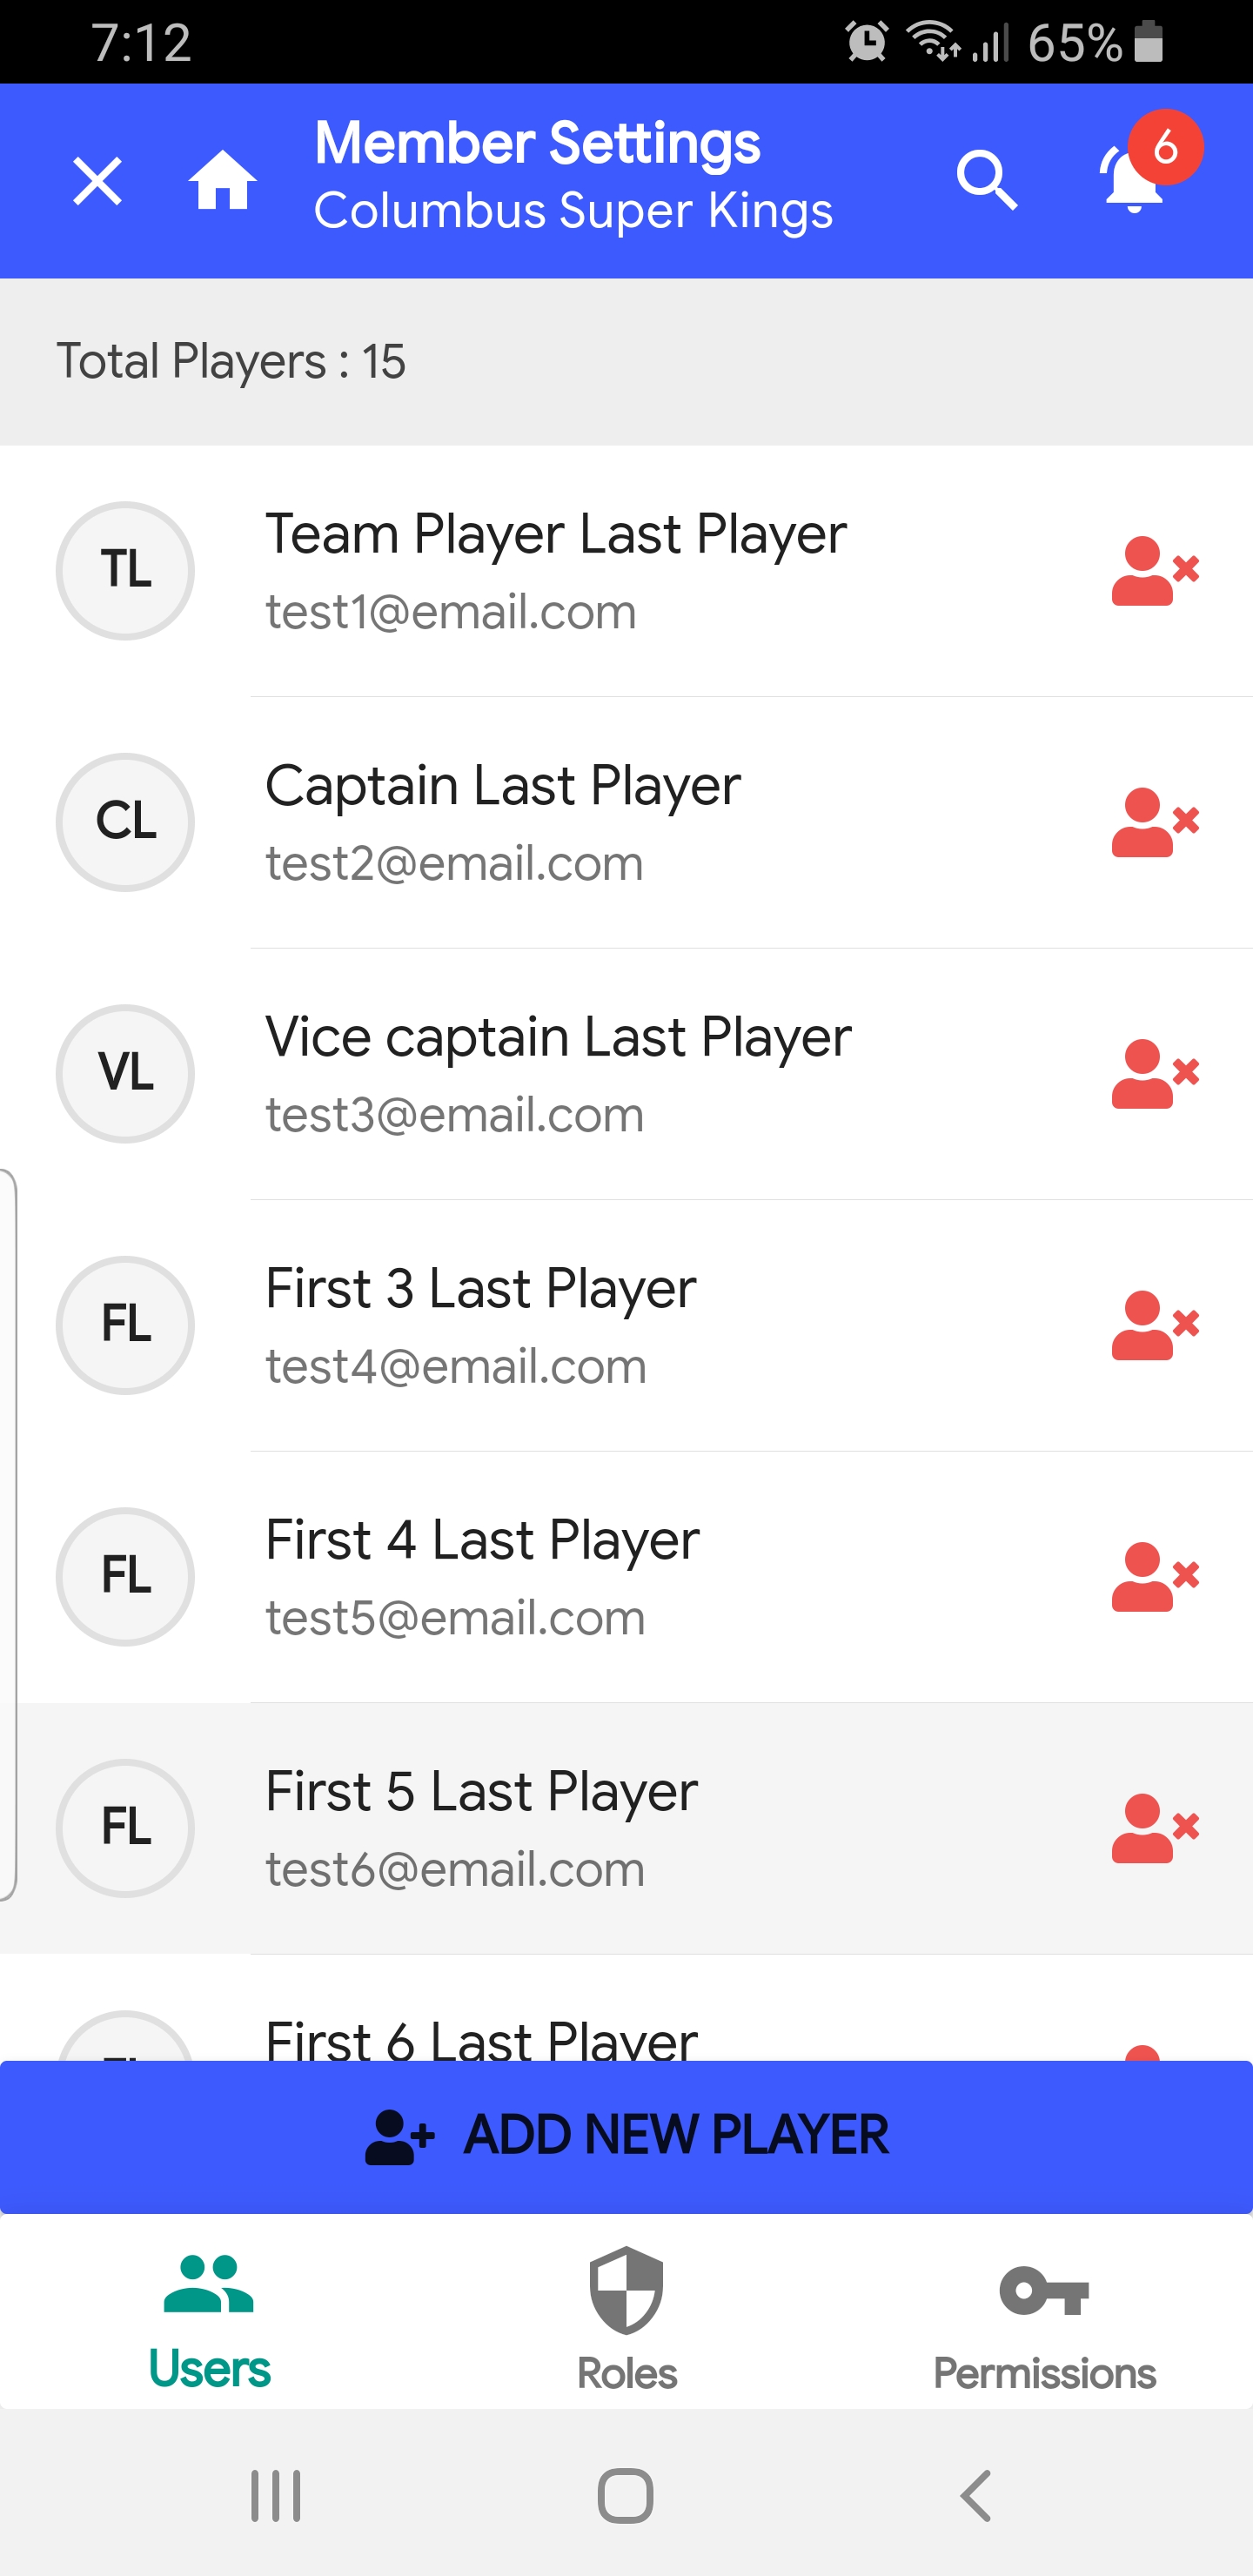 7:12
65%
Member Settings
6
Columbus Super Kings
Total Players : 15
TL
Team Player Last Player
test1@email.com
CL
Captain Last Player
test2@email.com
VL
Vice captain Last Player
test3@email.com
FL
First 3 Last Player
test4@email.com
FL
First 4 Last Player
test5@email.com
FL
First 5 Last Player
test6@email.com
First 6 Last Player
ADD NEW PLAYER
Users
Roles
Permissions